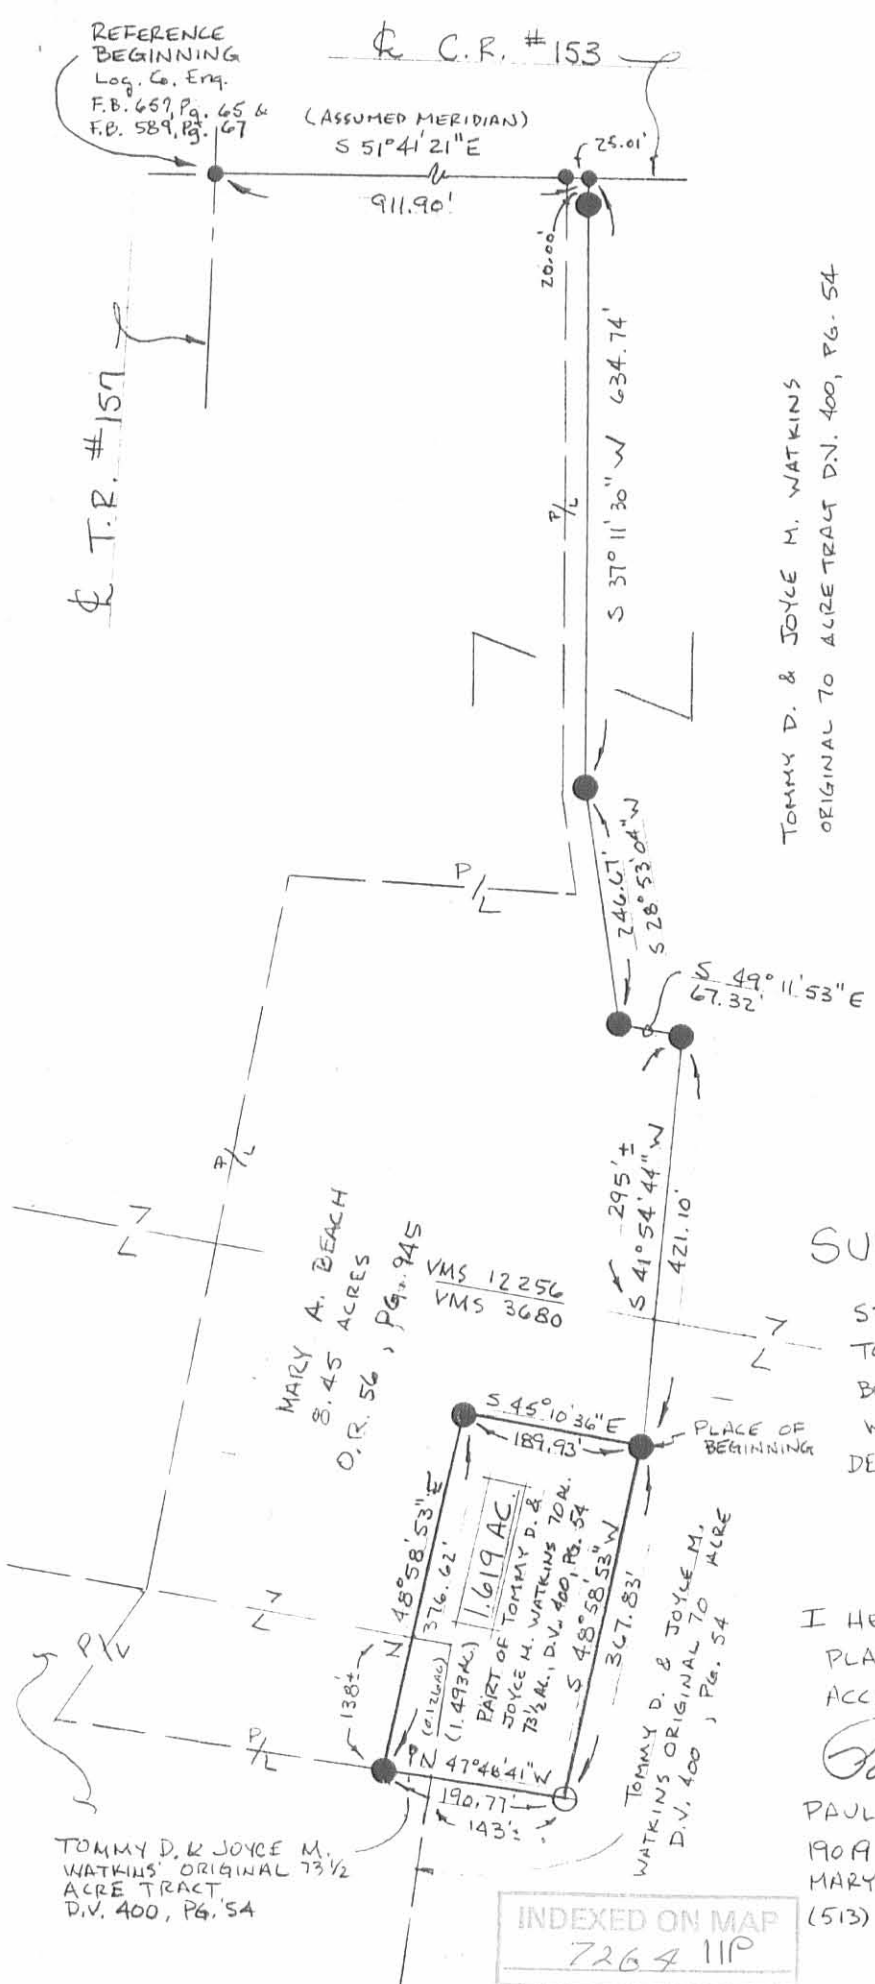 REFERENCE
BEGINNING
Log. Co. Eng.
F.B. 657, Pg. 65 &
F.B. 589, Pg. 67
℄ C.R. #153
(ASSUMED MERIDIAN)
S 51°41'21"E
911.90'
25.01'
20.00'
℄ T.R. #157
S 37°11'30"W 634.74'
P/L
TOMMY D. & JOYCE M. WATKINS
ORIGINAL 70 ACRE TRACT D.V. 400, PG. 54
246.67'
S 28°53'04"W
P/L
S 49°11'53"E
67.32'
P/L
295'±
S 41°54'44"W
421.10'
MARY A. BEACH
8.45 ACRES
O.R. 56, PG. 945
VMS 12256
VMS 3680
SU
S
TO
B
DE
S 45°10'36"E
189.93'
PLACE OF
BEGINNING
N 48°58'53"E
376.62'
1.619 AC.
PART OF TOMMY D. &
JOYCE M. WATKINS 70 AC.
73½ AC., D.V. 400, PG. 54
(0.126AC)
(1.493AC.)
S 48°58'53"W
367.83'
TOMMY D. & JOYCE M.
WATKINS ORIGINAL 70 ACRE
D.V. 400, PG. 54
138'±
P/L
P/L
N 47°46'41"W
190.77'
143'±
I HE
PLA
ACC
PAUL
19019
MARY
(513)
TOMMY D. & JOYCE M.
WATKINS' ORIGINAL 73½
ACRE TRACT,
D.V. 400, PG. 54
INDEXED ON MAP
7264 11P